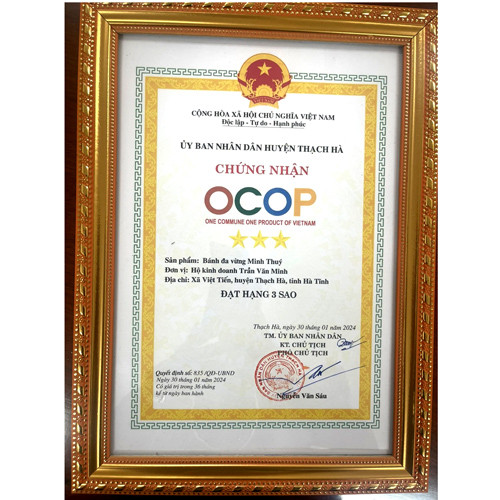 CỘNG HÒA XÃ HỘI CHỦ NGHĨA VIỆT NAM
Độc lập - Tự do - Hạnh phúc
ỦY BAN NHÂN DÂN HUYỆN THẠCH HÀ
CHỨNG NHẬN
OCOP
ONE COMMUNE ONE PRODUCT OF VIETNAM
Sản phẩm: Bánh đa vừng Minh Thuý
Đơn vị: Hộ kinh doanh Trần Văn Minh
Địa chỉ: Xã Việt Tiến, huyện Thạch Hà, tỉnh Hà Tĩnh
ĐẠT HẠNG 3 SAO
Thạch Hà, ngày 30 tháng 01 năm 2024
TM. ỦY BAN NHÂN DÂN
KT. CHỦ TỊCH
PHÓ CHỦ TỊCH
Quyết định số: 835 /QĐ-UBND
Ngày 30 tháng 01 năm 2024
Có giá trị trong 36 tháng
kể từ ngày ban hành
Nguyễn Văn Sáu